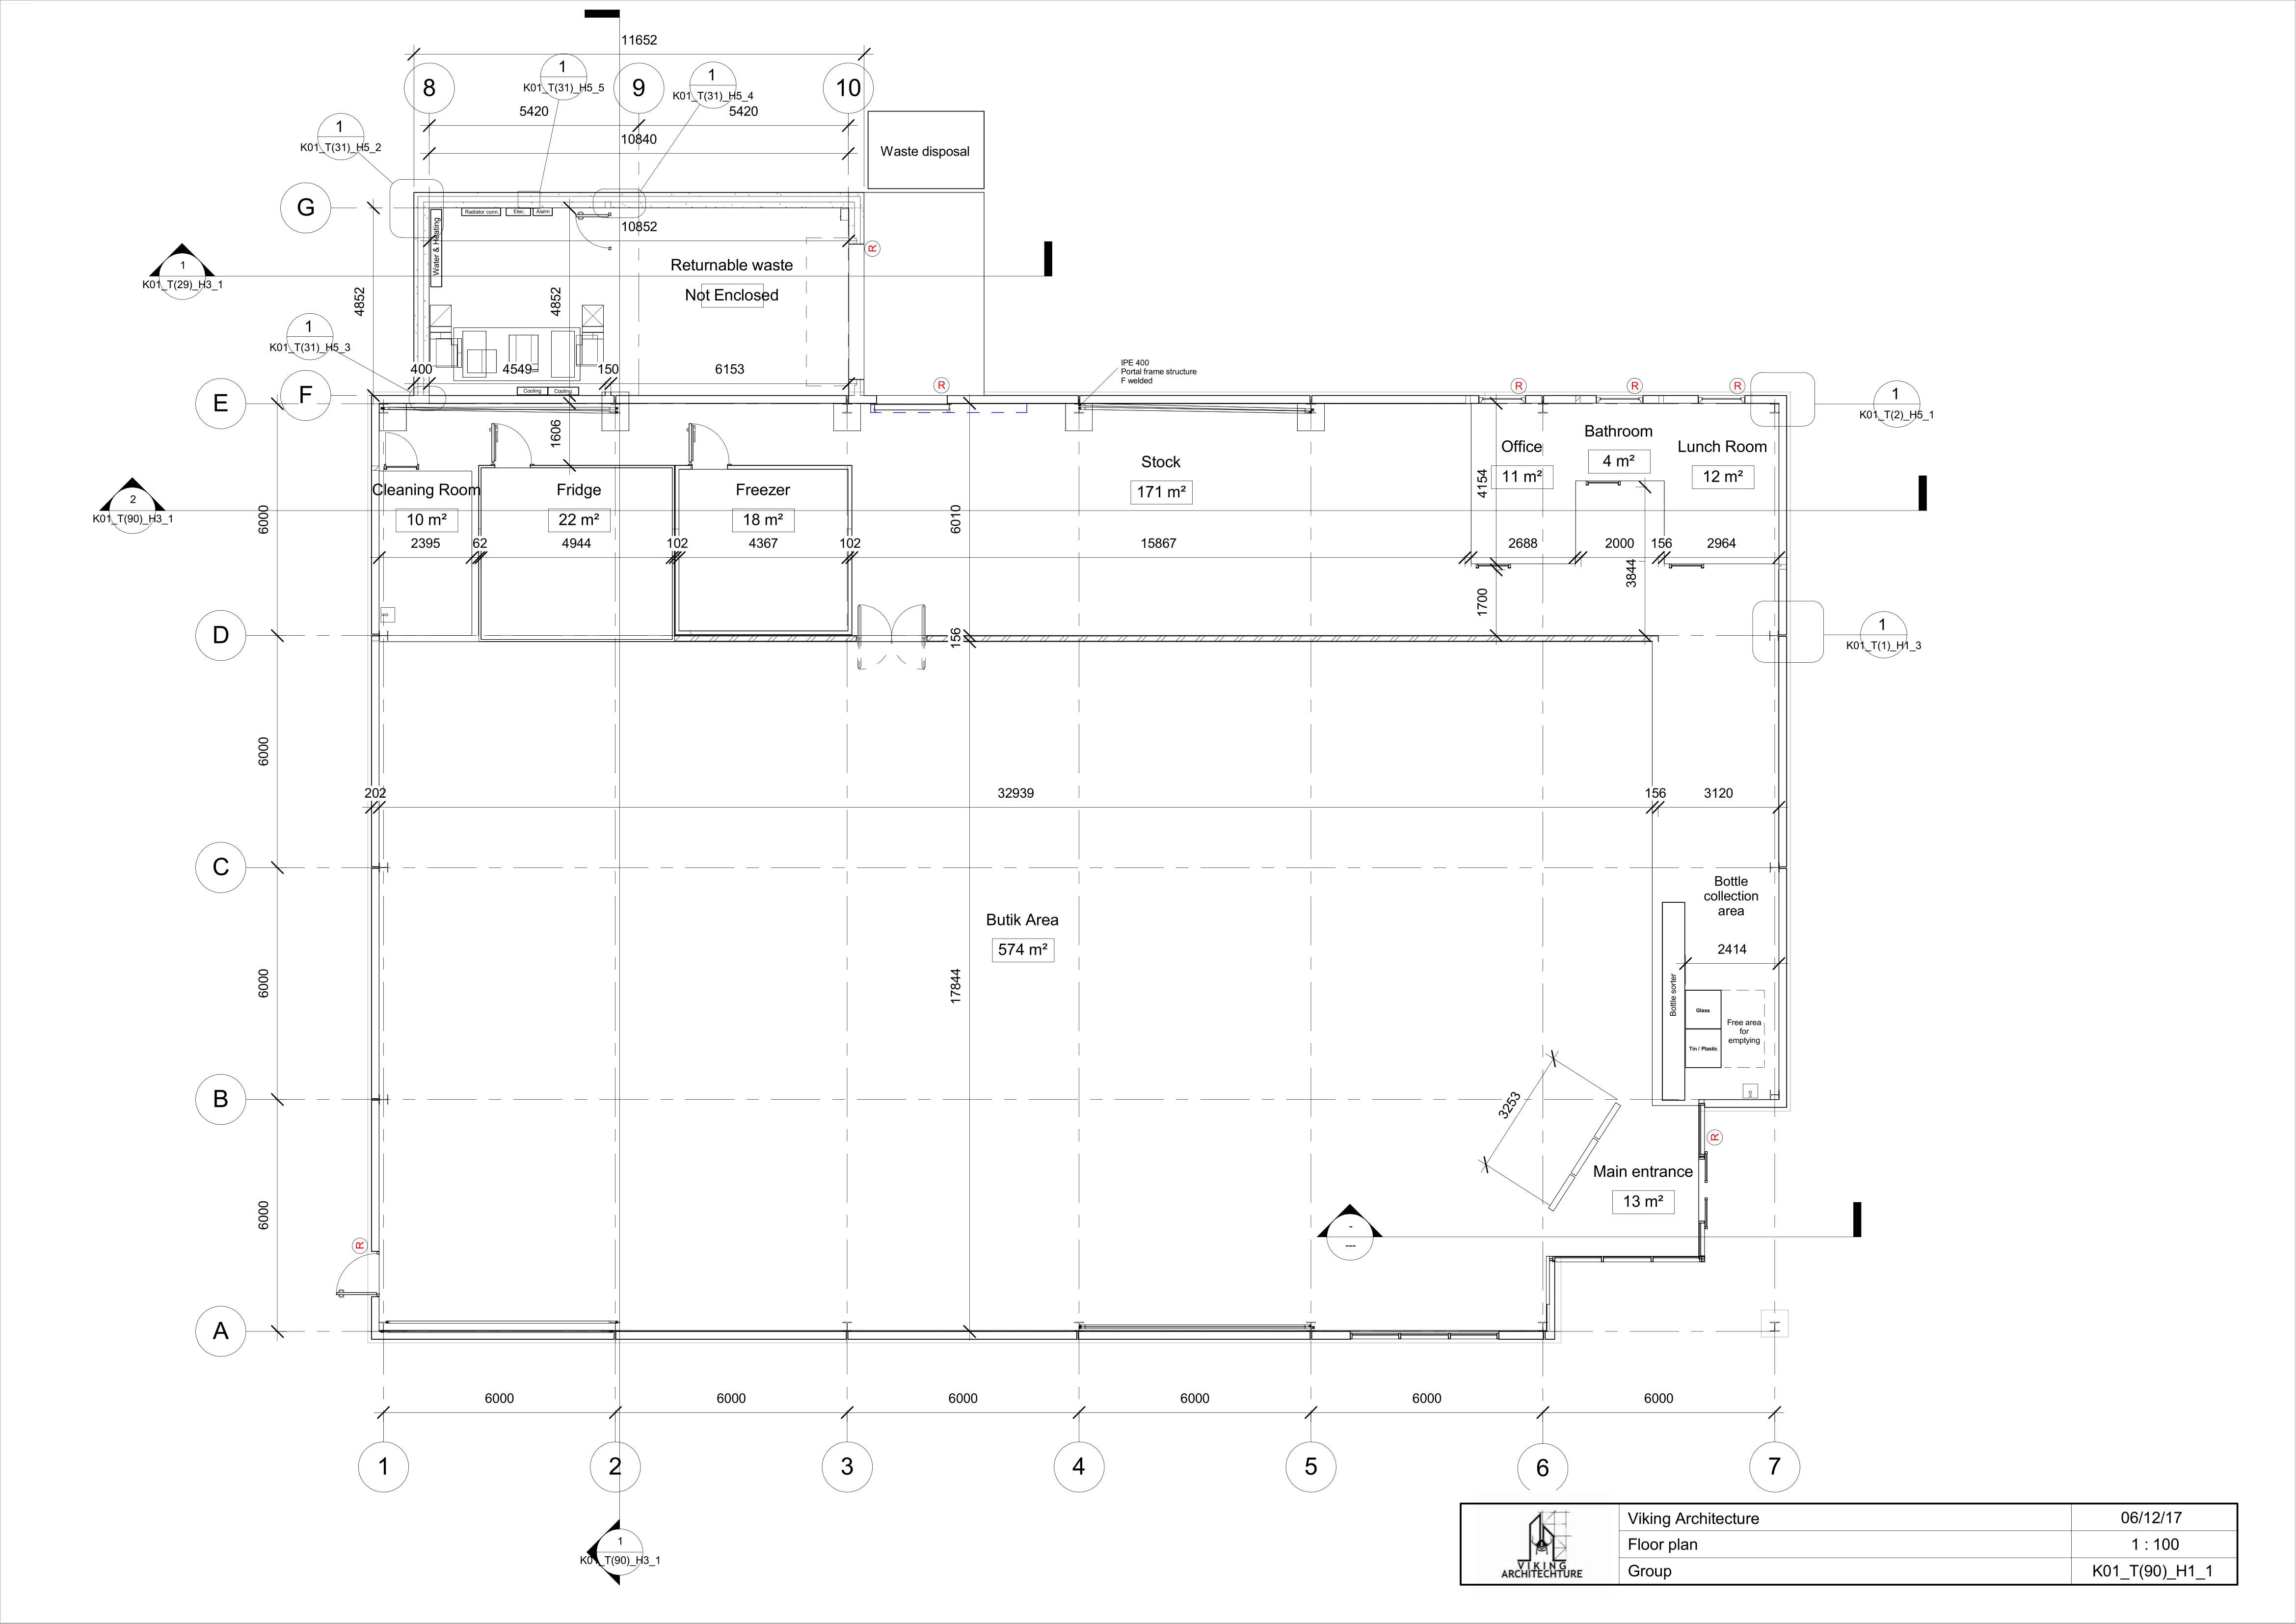 11652
8
9
10
1
K01_T(31)_H5_5
1
K01_T(31)_H5_4
5420
5420
10840
1
K01_T(31)_H5_2
Waste disposal
G
Radiator conn.
Elec.
Alarm
Water & Heating
10852
R
Returnable waste
Not Enclosed
1
K01_T(29)_H3_1
4852
4852
1
K01_T(31)_H5_3
400
4549
150
6153
Cooling
Cooling
IPE 400
Portal frame structure
F welded
R
R
R
R
F
E
1
K01_T(2)_H5_1
1606
Bathroom
4 m²
Office
11 m²
Lunch Room
12 m²
Stock
171 m²
4154
Cleaning Room
10 m²
Fridge
22 m²
Freezer
18 m²
2
K01_T(90)_H3_1
6000
6010
2395
62
4944
102
4367
102
15867
2688
2000
156
2964
3844
1700
D
156
1
K01_T(1)_H1_3
6000
202
32939
156
3120
C
Bottle
collection
area
Butik Area
574 m²
2414
6000
17844
Bottle sorter
Glass
Tin / Plastic
Free area
for
emptying
B
3253
R
Main entrance
13 m²
6000
R
-
---
A
6000
6000
6000
6000
6000
6000
1
2
3
4
5
6
7
1
K01_T(90)_H3_1
VIKING
ARCHITECHTURE
Viking Architecture
06/12/17
Floor plan
1 : 100
Group
K01_T(90)_H1_1